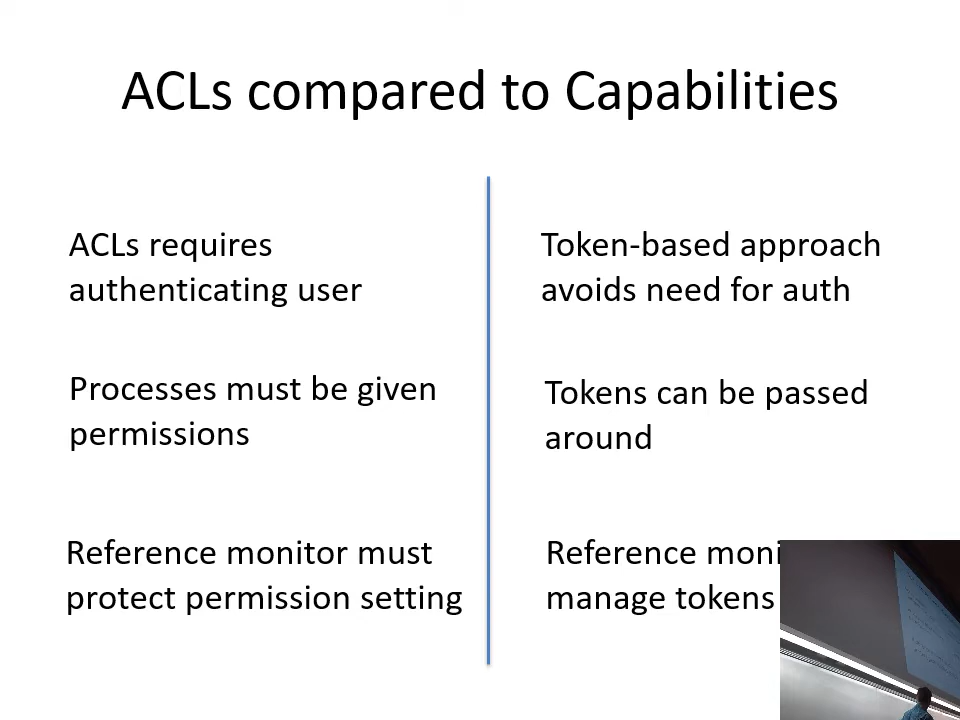 ACLs compared to Capabilities
ACLs requires
authenticating user
Processes must be given
permissions
Reference monitor must
protect permission setting
Token-based approach
avoids need for auth
Tokens can be passed
around
Reference
manage tokens